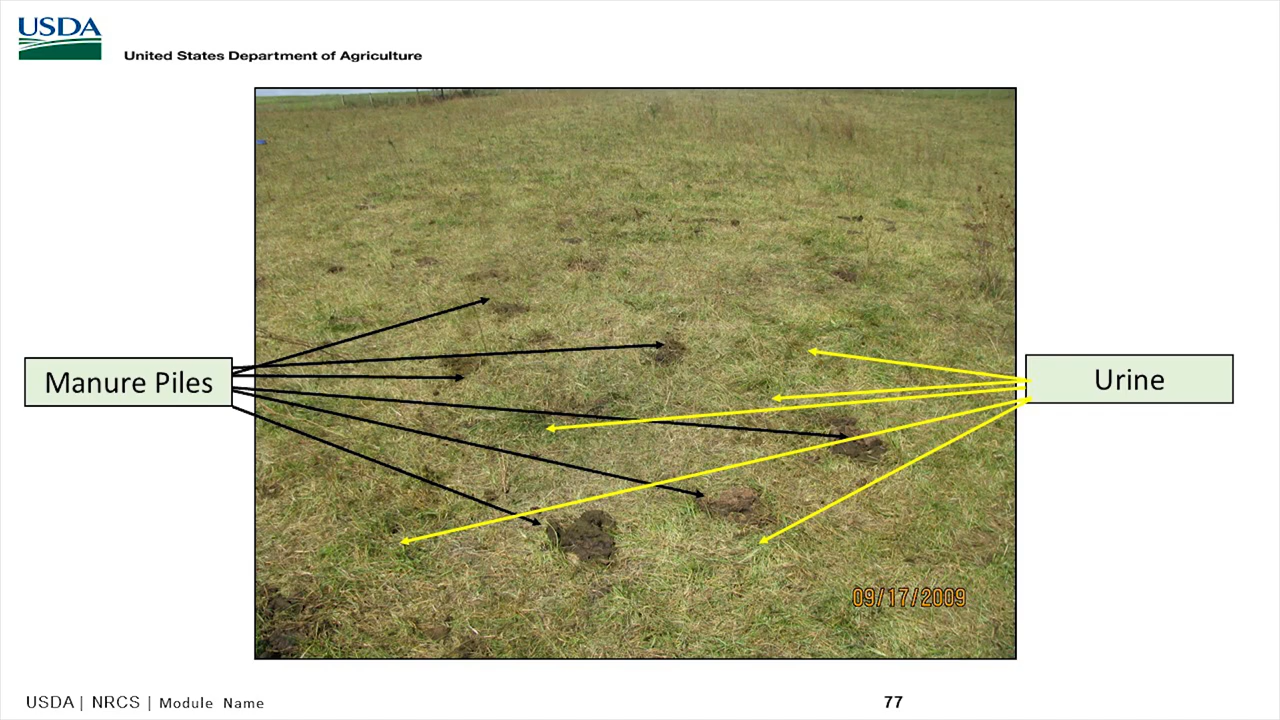 USDA
United States Department of Agriculture
Manure Piles
Urine
09/17/2009
USDA | NRCS | Module Name
77